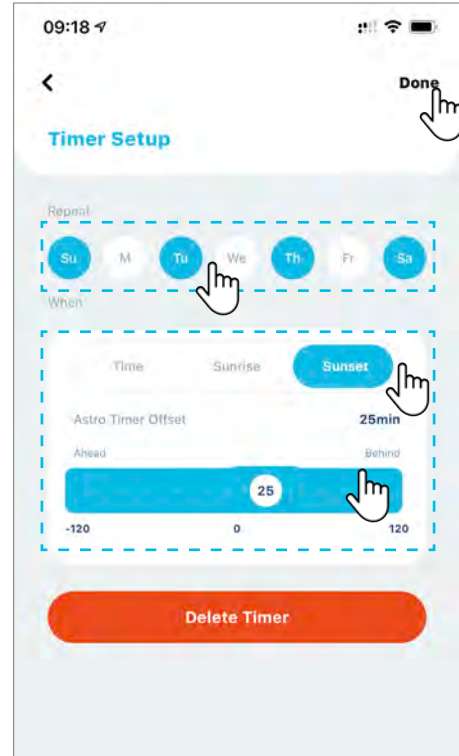 09:18
Done
Timer Setup
Repeat
Su M Tu We Th Fr Sa
When
Time Sunrise Sunset
Astro Timer Offset 25min
Ahead Behind
25
-120 0 120
Delete Timer